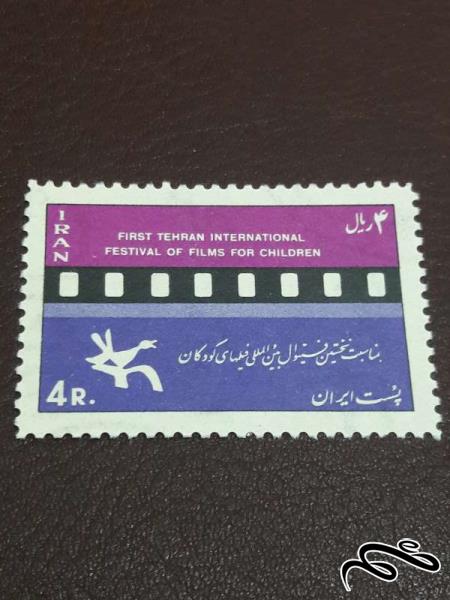 IRAN
۴ ریال
FIRST TEHRAN INTERNATIONAL
FESTIVAL OF FILMS FOR CHILDREN
بمناسبت نخستین فستیوال بین‌المللی فیلمهای کودکان
4 R.
پست ایران